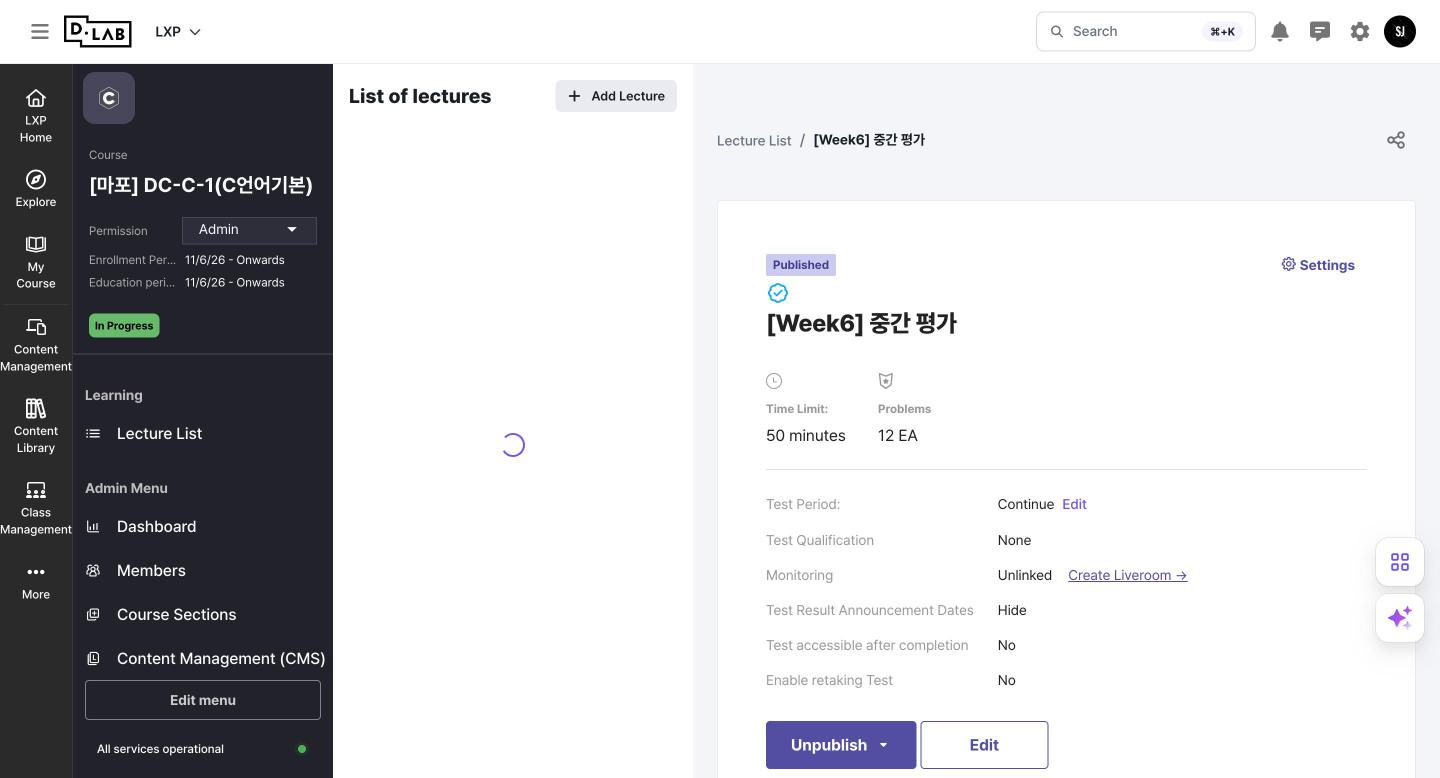 D·LAB
LXP
Search
⌘+K
SJ
LXP
Home
Explore
My
Course
Content
Management
Content
Library
Class
Management
More
C
Course
[마포] DC-C-1(C언어기본)
Permission
Admin
Enrollment Per... 11/6/26 - Onwards
Education peri... 11/6/26 - Onwards
In Progress
Learning
Lecture List
Admin Menu
Dashboard
Members
Course Sections
Content Management (CMS)
Edit menu
All services operational
List of lectures
Add Lecture
Lecture List / [Week6] 중간 평가
Published
Settings
[Week6] 중간 평가
Time Limit: Problems
50 minutes 12 EA
Test Period: Continue Edit
Test Qualification None
Monitoring Unlinked Create Liveroom →
Test Result Announcement Dates Hide
Test accessible after completion No
Enable retaking Test No
Unpublish Edit